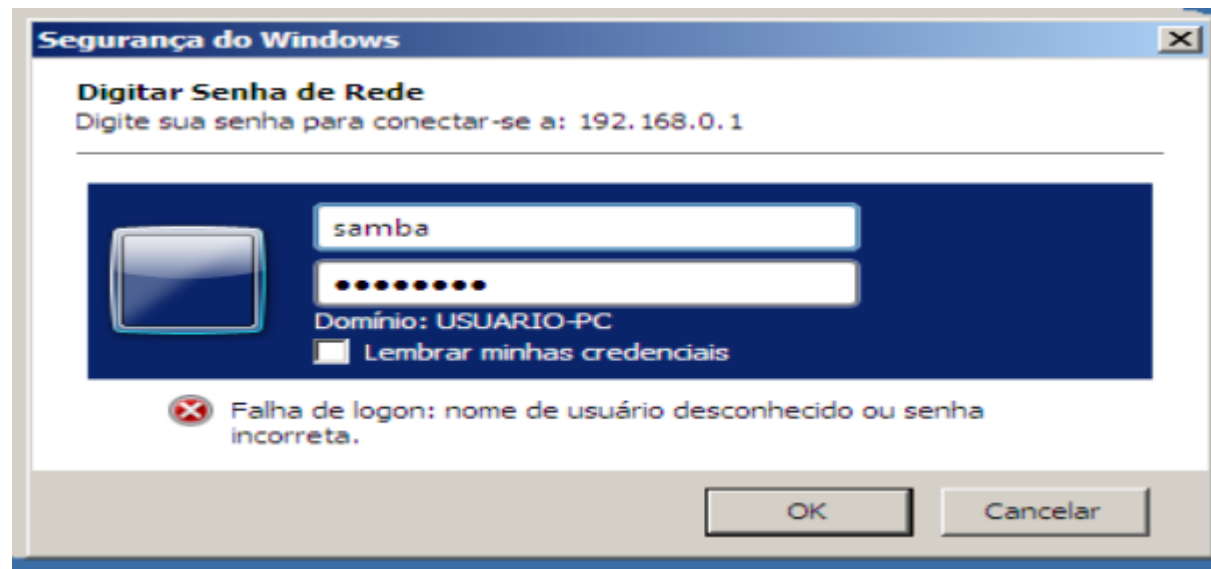 Segurança do Windows
Digitar Senha de Rede
Digite sua senha para conectar-se a: 192.168.0.1
samba
••••••••
Domínio: USUARIO-PC
Lembrar minhas credenciais
Falha de logon: nome de usuário desconhecido ou senha
incorreta.
OK
Cancelar